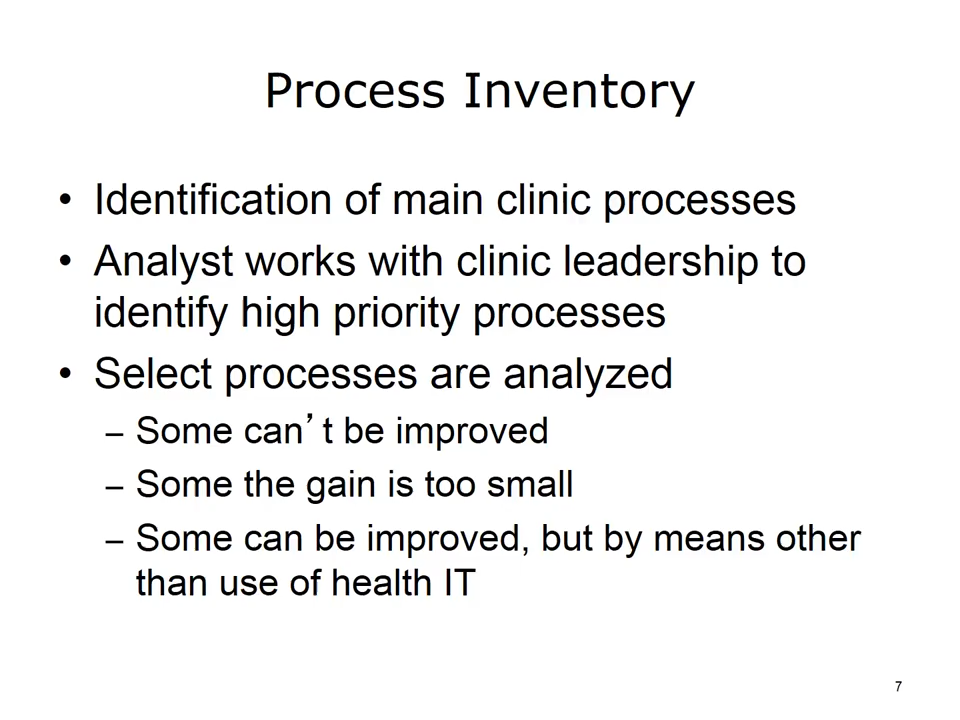 Process Inventory
• Identification of main clinic processes
• Analyst works with clinic leadership to
identify high priority processes
• Select processes are analyzed
– Some can’t be improved
– Some the gain is too small
– Some can be improved, but by means other
than use of health IT
7